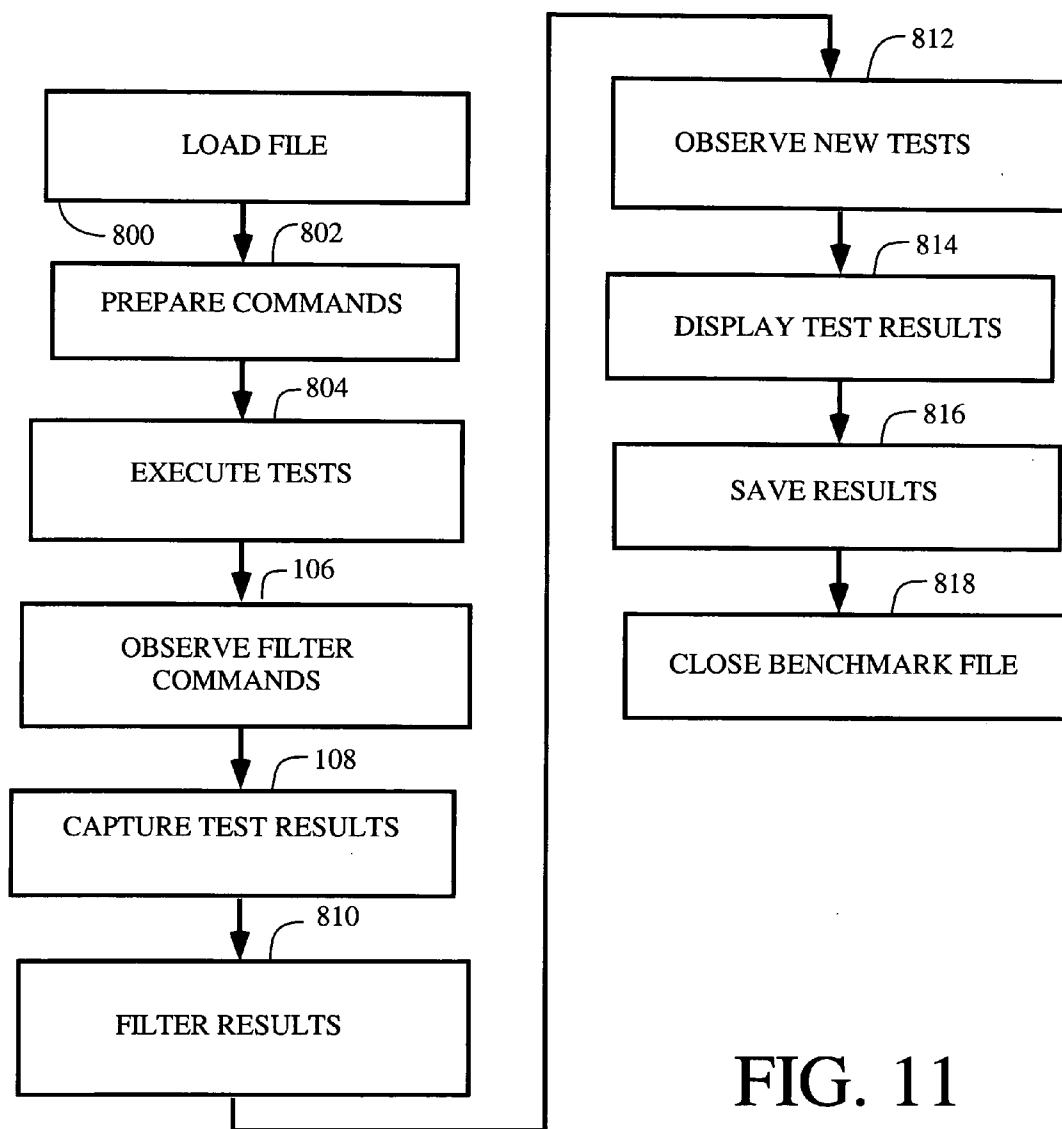 LOAD FILE
800
802
PREPARE COMMANDS
804
EXECUTE TESTS
106
OBSERVE FILTER
COMMANDS
108
CAPTURE TEST RESULTS
810
FILTER RESULTS
812
OBSERVE NEW TESTS
814
DISPLAY TEST RESULTS
816
SAVE RESULTS
818
CLOSE BENCHMARK FILE
FIG. 11